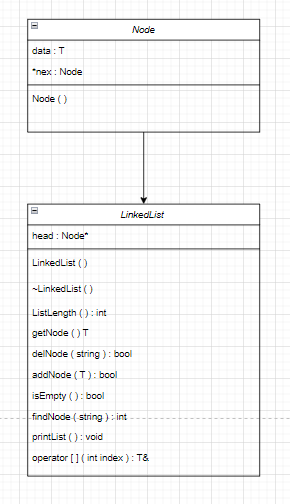 Node
data : T
*nex : Node
Node ( )
LinkedList
head : Node*
LinkedList ( )
~LinkedList ( )
ListLength ( ) : int
getNode ( ) T
delNode ( string ) : bool
addNode ( T ) : bool
isEmpty ( ) : bool
findNode ( string ) : int
printList ( ) : void
operator [ ] ( int index ) : T&